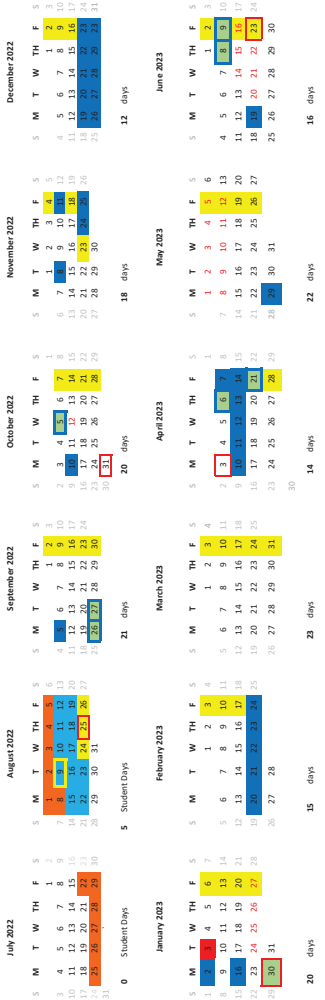 July 2022
S M T W TH F S
1 2
3 4 5 6 7 8 9
10 11 12 13 14 15 16
17 18 19 20 21 22 23
24 25 26 27 28 29 30
31
0 Student Days
August 2022
S M T W TH F S
1 2 3 4 5 6
7 8 9 10 11 12 13
14 15 16 17 18 19 20
21 22 23 24 25 26 27
28 29 30 31
5 Student Days
September 2022
S M T W TH F S
1 2 3
4 5 6 7 8 9 10
11 12 13 14 15 16 17
18 19 20 21 22 23 24
25 26 27 28 29 30
21 days
October 2022
S M T W TH F S
1
2 3 4 5 6 7 8
9 10 11 12 13 14 15
16 17 18 19 20 21 22
23 24 25 26 27 28 29
30 31
20 days
November 2022
S M T W TH F S
1 2 3 4 5
6 7 8 9 10 11 12
13 14 15 16 17 18 19
20 21 22 23 24 25 26
27 28 29 30
18 days
December 2022
S M T W TH F S
1 2 3
4 5 6 7 8 9 10
11 12 13 14 15 16 17
18 19 20 21 22 23 24
25 26 27 28 29 30 31
12 days
January 2023
S M T W TH F S
1 2 3 4 5 6 7
8 9 10 11 12 13 14
15 16 17 18 19 20 21
22 23 24 25 26 27 28
29 30 31
20 days
February 2023
S M T W TH F S
1 2 3 4
5 6 7 8 9 10 11
12 13 14 15 16 17 18
19 20 21 22 23 24 25
26 27 28
15 days
March 2023
S M T W TH F S
1 2 3 4
5 6 7 8 9 10 11
12 13 14 15 16 17 18
19 20 21 22 23 24 25
26 27 28 29 30 31
23 days
April 2023
S M T W TH F S
1
2 3 4 5 6 7 8
9 10 11 12 13 14 15
16 17 18 19 20 21 22
23 24 25 26 27 28 29
30
14 days
May 2023
S M T W TH F S
1 2 3 4 5 6
7 8 9 10 11 12 13
14 15 16 17 18 19 20
21 22 23 24 25 26 27
28 29 30 31
22 days
June 2023
S M T W TH F S
1 2 3
4 5 6 7 8 9 10
11 12 13 14 15 16 17
18 19 20 21 22 23 24
25 26 27 28 29 30
16 days